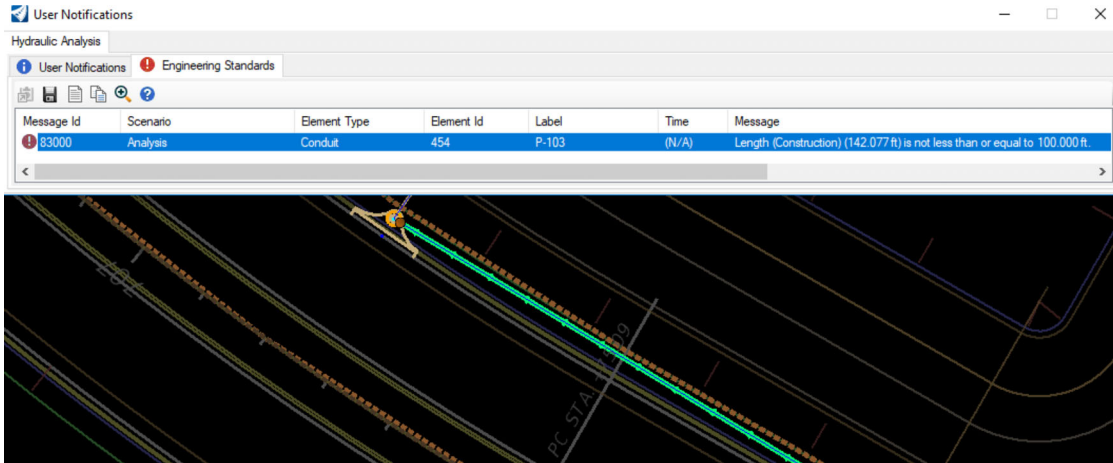 User Notifications
Hydraulic Analysis
User Notifications Engineering Standards
Message Id Scenario Element Type Element Id Label Time Message
83000 Analysis Conduit 454 P-103 (N/A) Length (Construction) (142.077 ft) is not less than or equal to 100.000 ft.
PC STA.